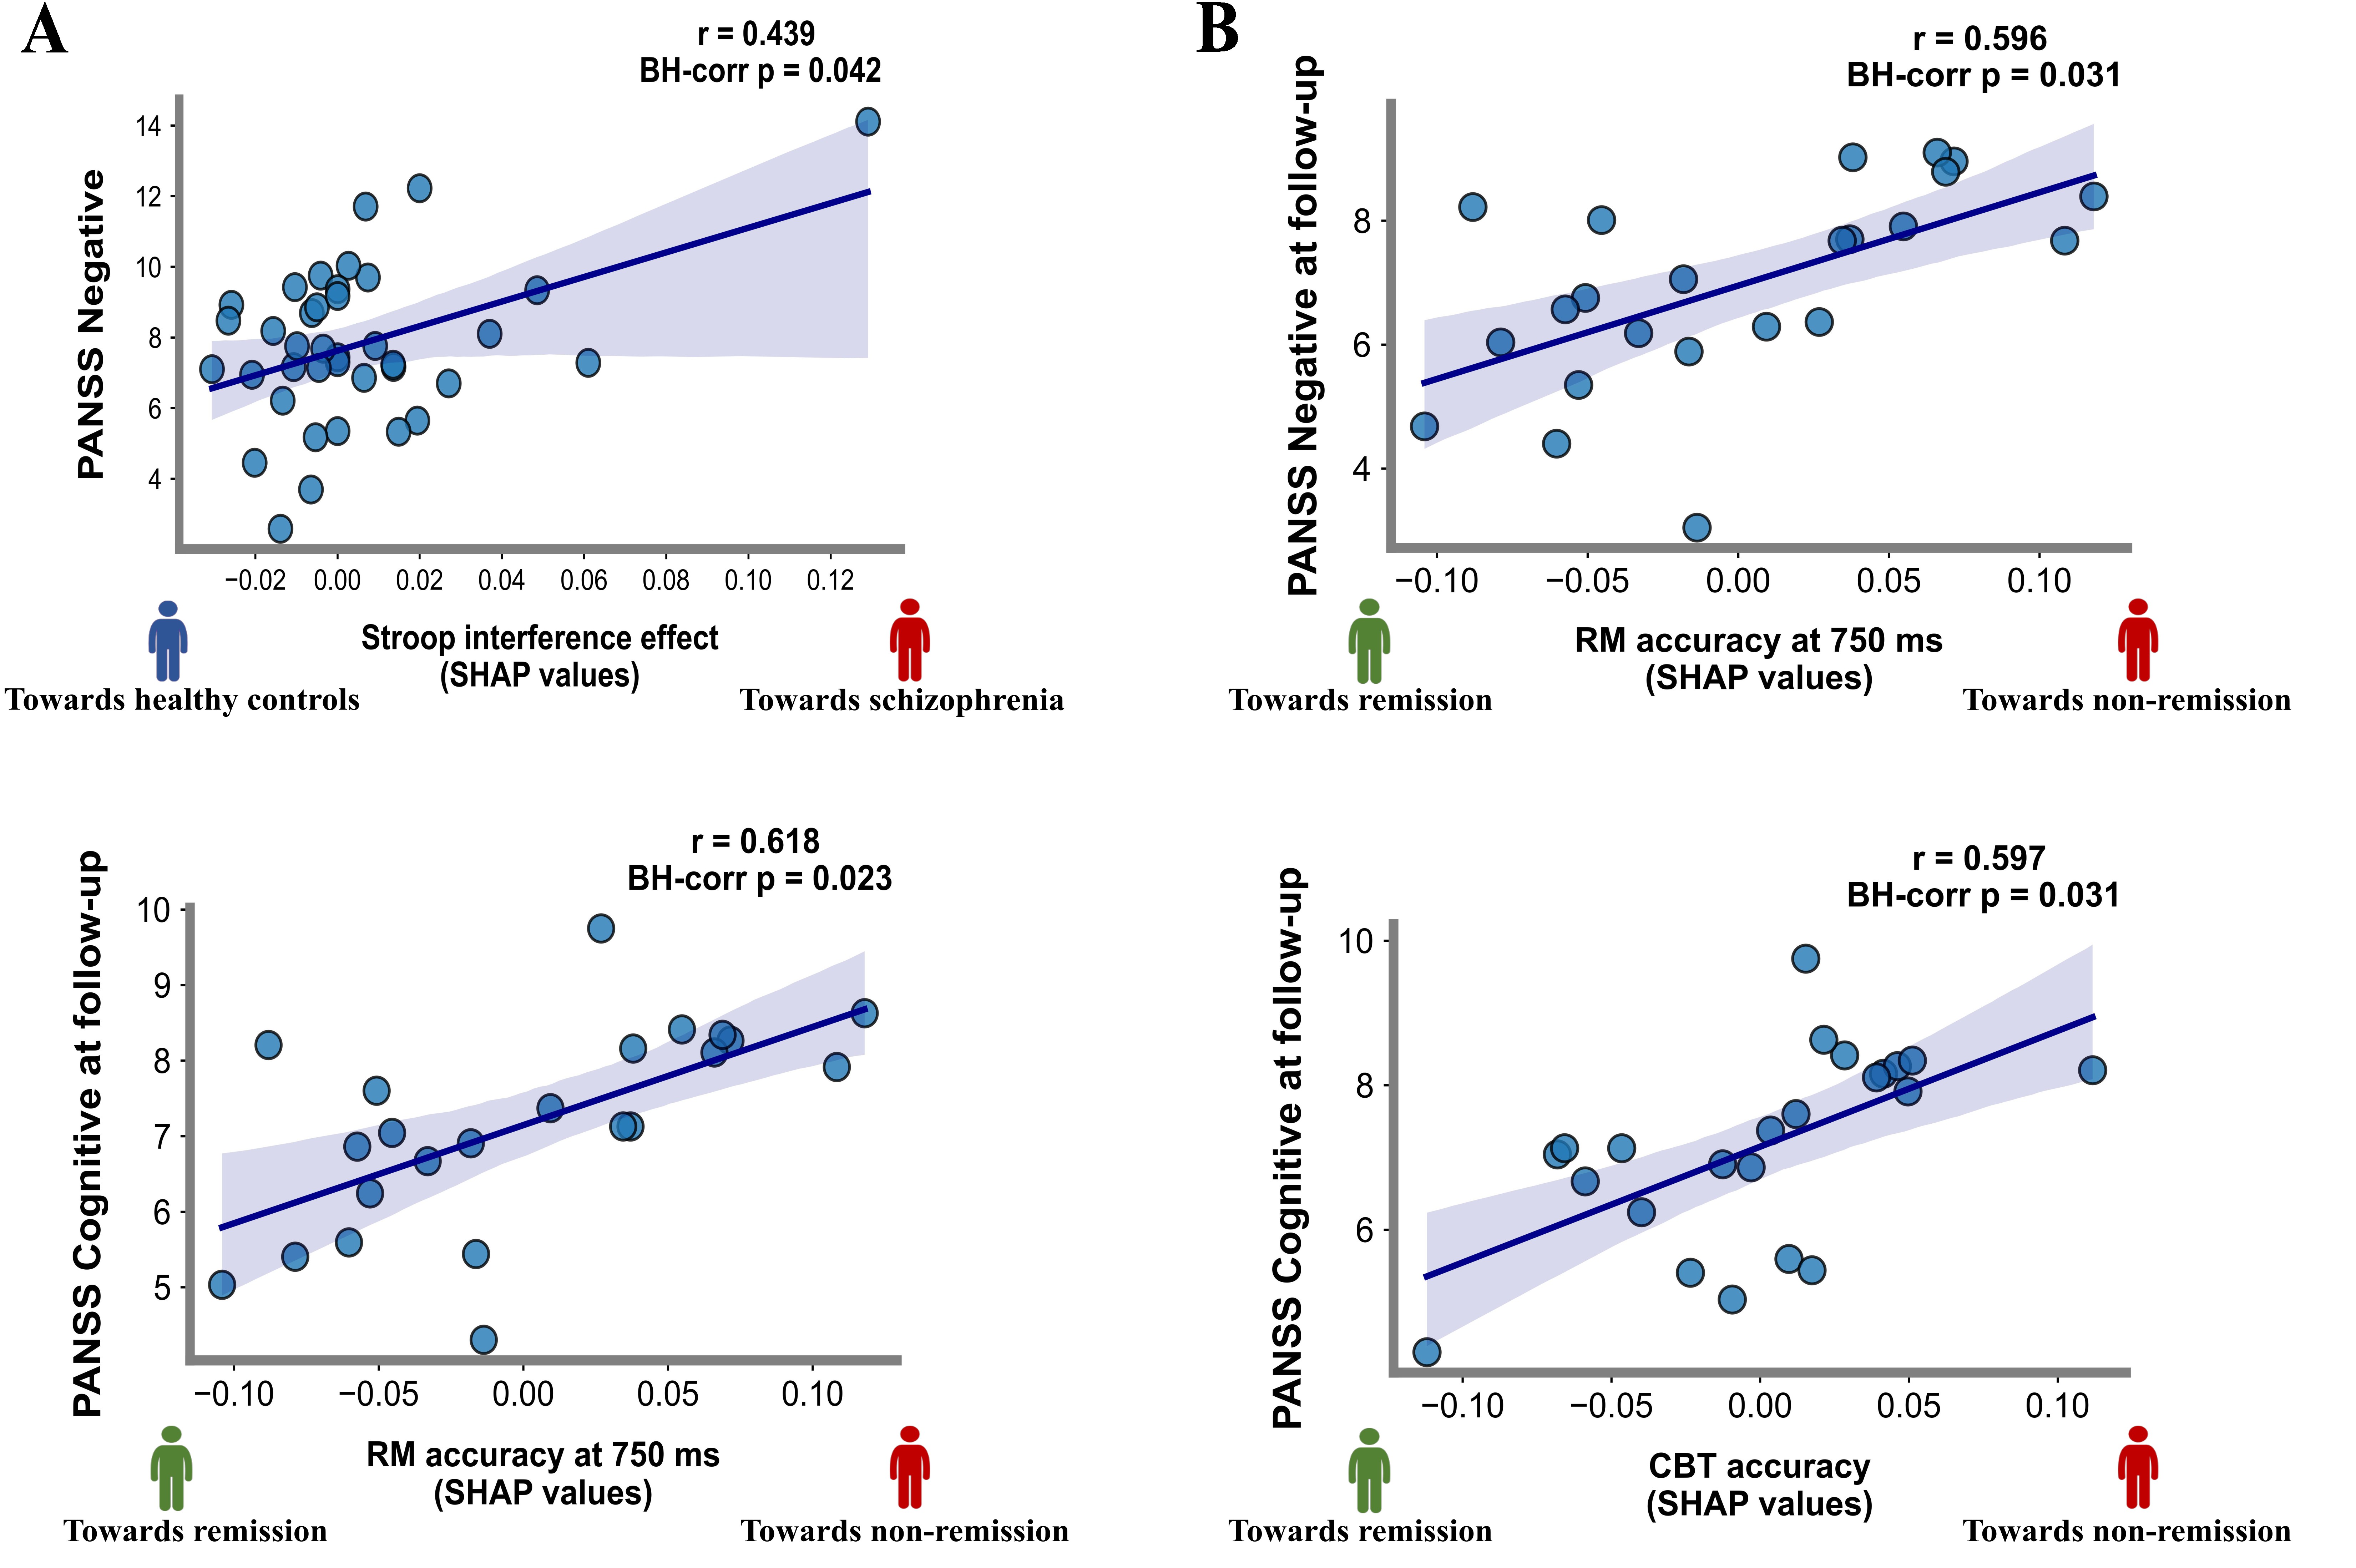 A
r = 0.439
BH-corr p = 0.042
PANSS Negative
14
12
10
8
6
4
−0.02 0.00 0.02 0.04 0.06 0.08 0.10 0.12
Stroop interference effect
(SHAP values)
Towards healthy controls
Towards schizophrenia
B
r = 0.596
BH-corr p = 0.031
PANSS Negative at follow-up
8
6
4
−0.10 −0.05 0.00 0.05 0.10
RM accuracy at 750 ms
(SHAP values)
Towards remission
Towards non-remission
r = 0.618
BH-corr p = 0.023
PANSS Cognitive at follow-up
10
9
8
7
6
5
−0.10 −0.05 0.00 0.05 0.10
RM accuracy at 750 ms
(SHAP values)
Towards remission
Towards non-remission
r = 0.597
BH-corr p = 0.031
PANSS Cognitive at follow-up
10
8
6
−0.10 −0.05 0.00 0.05 0.10
CBT accuracy
(SHAP values)
Towards remission
Towards non-remission